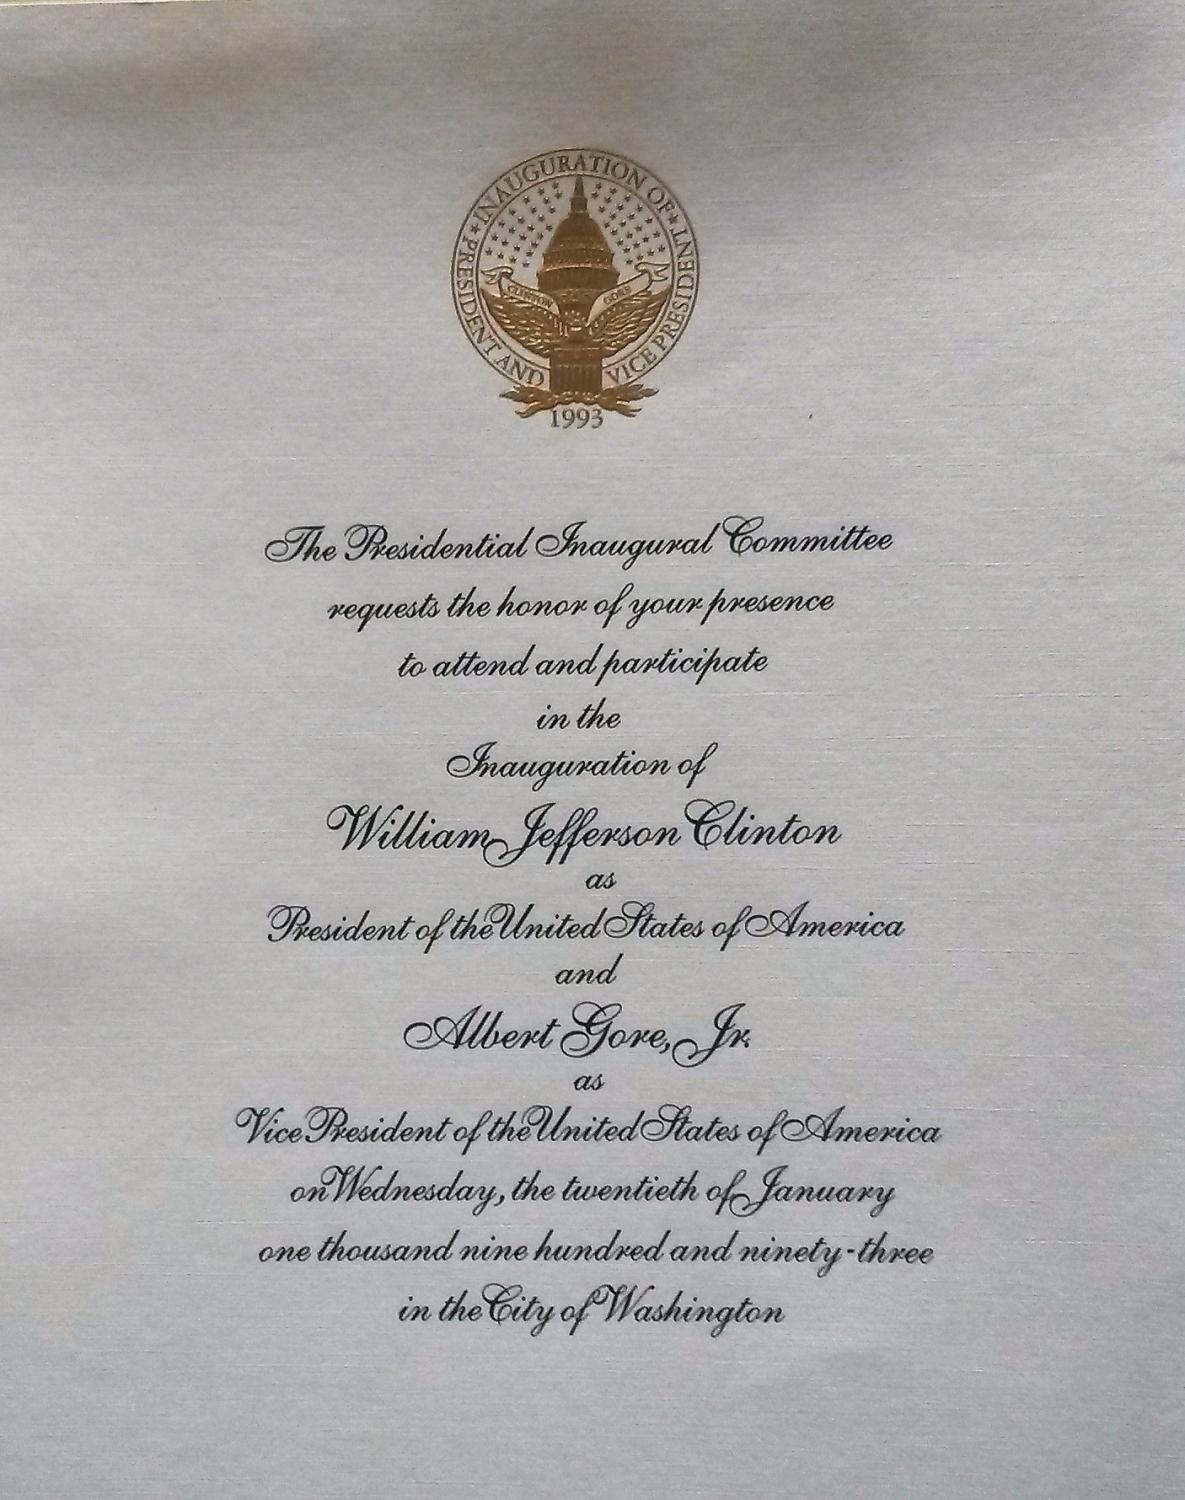 ★ INAUGURATION OF ★
PRESIDENT AND VICE PRESIDENT
CLINTON GORE
1993
The Presidential Inaugural Committee
requests the honor of your presence
to attend and participate
in the
Inauguration of
William Jefferson Clinton
as
President of the United States of America
and
Albert Gore, Jr.
as
Vice President of the United States of America
on Wednesday, the twentieth of January
one thousand nine hundred and ninety-three
in the City of Washington